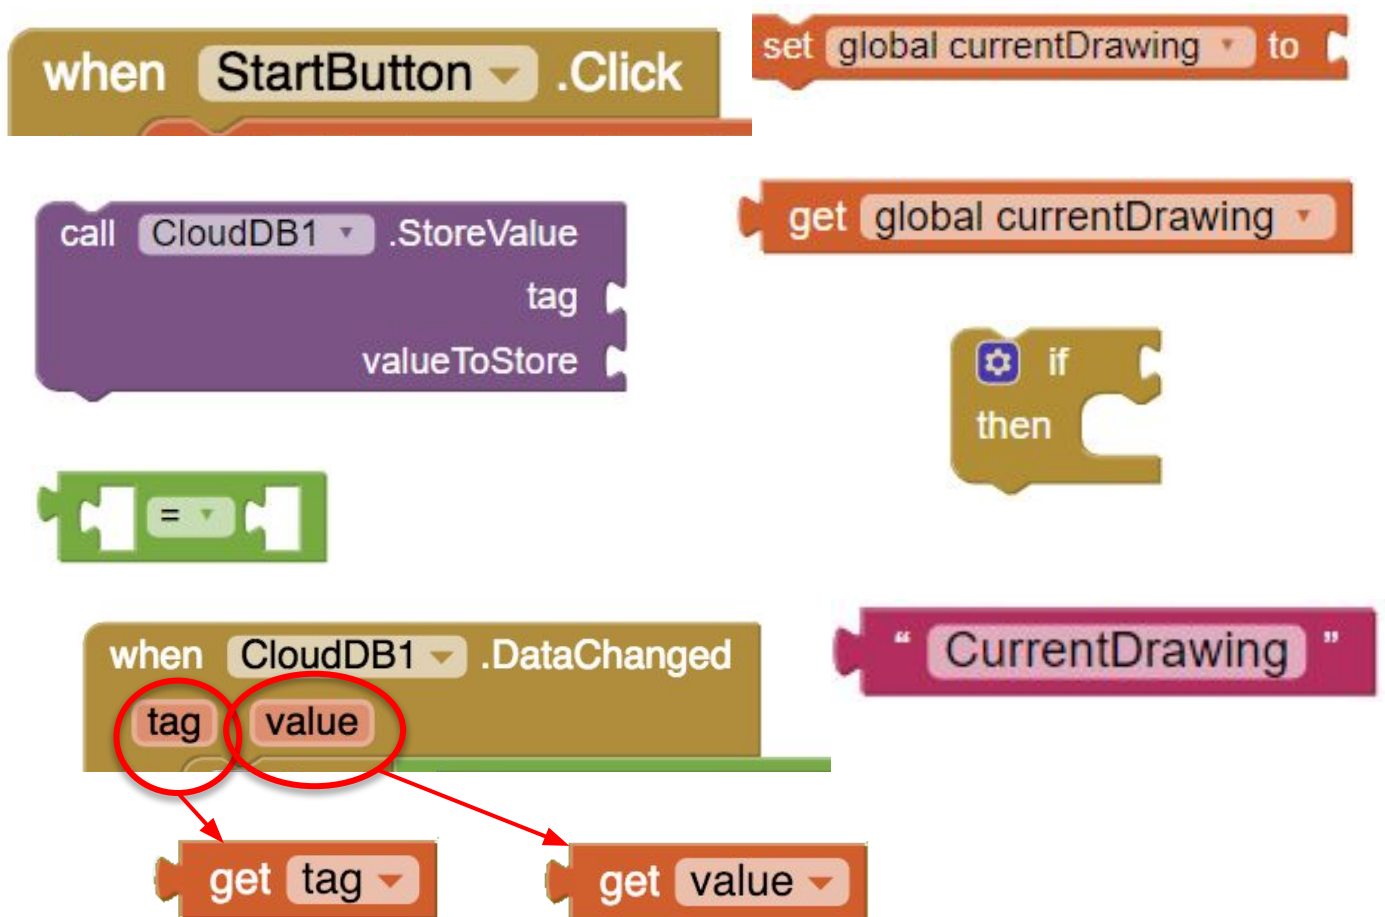 when StartButton .Click
set global currentDrawing to
call CloudDB1 .StoreValue
tag
valueToStore
get global currentDrawing
if
then
=
when CloudDB1 .DataChanged
tag value
“ CurrentDrawing ”
get tag
get value